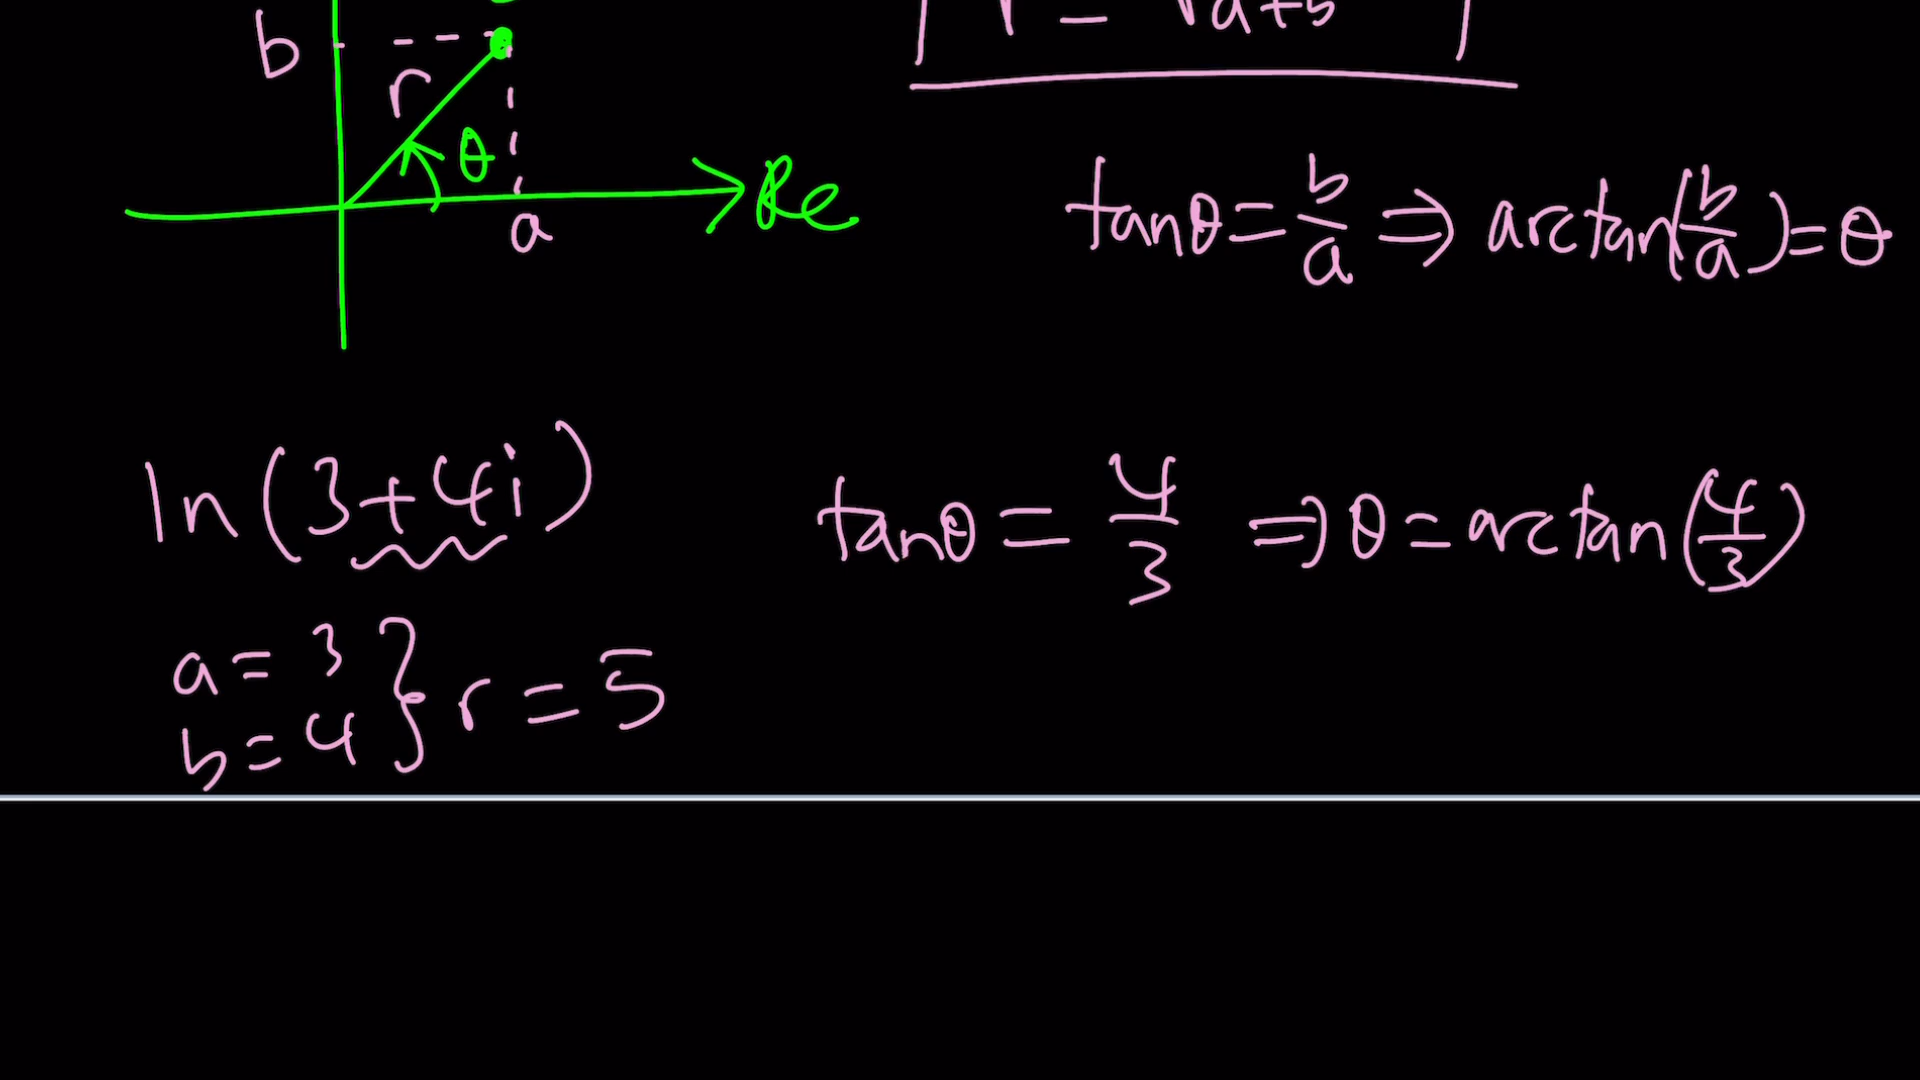 b
r
θ
a
Re
tanθ = b/a ⇒ arctan(b/a) = θ
ln(3+4i)
tanθ = 4/3 ⇒ θ = arctan(4/3)
a = 3
b = 4 } r = 5